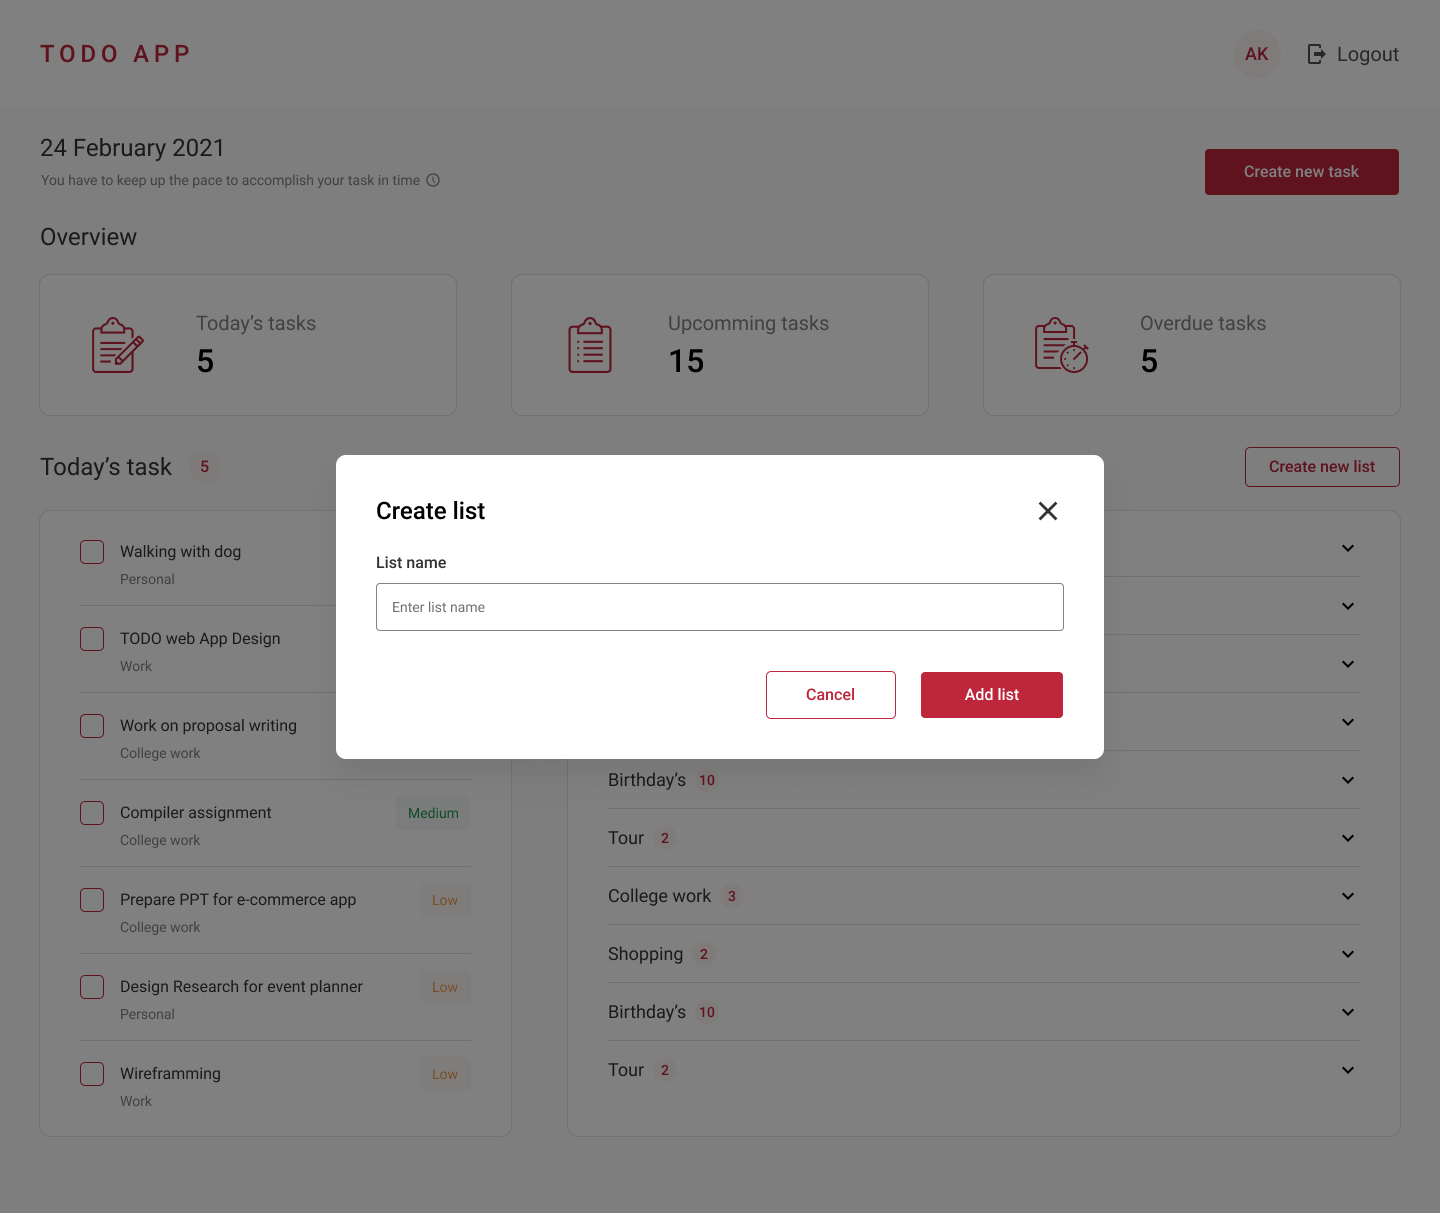 TODO APP
AK
Logout
24 February 2021
You have to keep up the pace to accomplish your task in time
Create new task
Overview
Today’s tasks
5
Upcomming tasks
15
Overdue tasks
5
Today’s task 5
Create new list
Create list
List name
Enter list name
Cancel
Add list
Walking with dog
Personal
TODO web App Design
Work
Work on proposal writing
College work
Compiler assignment
Medium
College work
Prepare PPT for e-commerce app
Low
College work
Design Research for event planner
Low
Personal
Wireframming
Low
Work
Birthday’s 10
Tour 2
College work 3
Shopping 2
Birthday’s 10
Tour 2